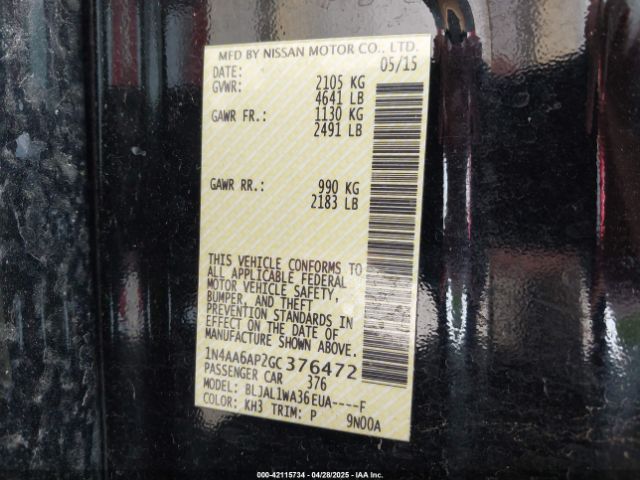 MFD BY NISSAN MOTOR CO., LTD.
DATE: 05/15
GVWR: 2105 KG
4641 LB
GAWR FR.: 1130 KG
2491 LB
GAWR RR.: 990 KG
2183 LB
THIS VEHICLE CONFORMS TO
ALL APPLICABLE FEDERAL
MOTOR VEHICLE SAFETY,
BUMPER, AND THEFT
PREVENTION STANDARDS IN
EFFECT ON THE DATE OF
MANUFACTURE SHOWN ABOVE.
1N4AA6AP2GC376472
PASSENGER CAR 376
MODEL: BLJAL1WA36EUA----F
COLOR: KH3 TRIM: P 9N00A
000-42115734 | 04/28/2025 | IAA Inc.